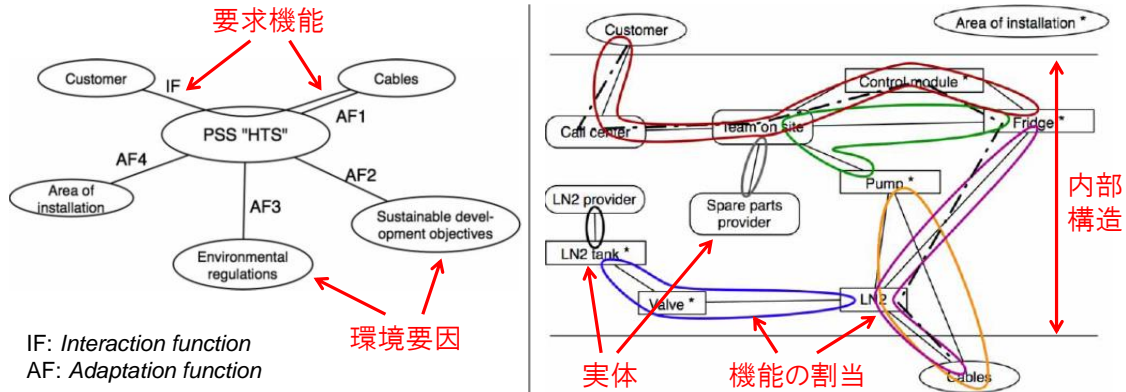 要求機能
Customer
IF
Cables
AF1
PSS "HTS"
AF4
AF2
Area of
installation
AF3
Sustainable devel-
opment objectives
Environmental
regulations
環境要因
IF: Interaction function
AF: Adaptation function
Customer
Area of installation *
Control module *
Call center
Team on site
Fridge *
Pump *
LN2 provider
Spare parts
provider
内部
構造
LN2 tank *
Valve *
LN2
実体
機能の割当
Cables